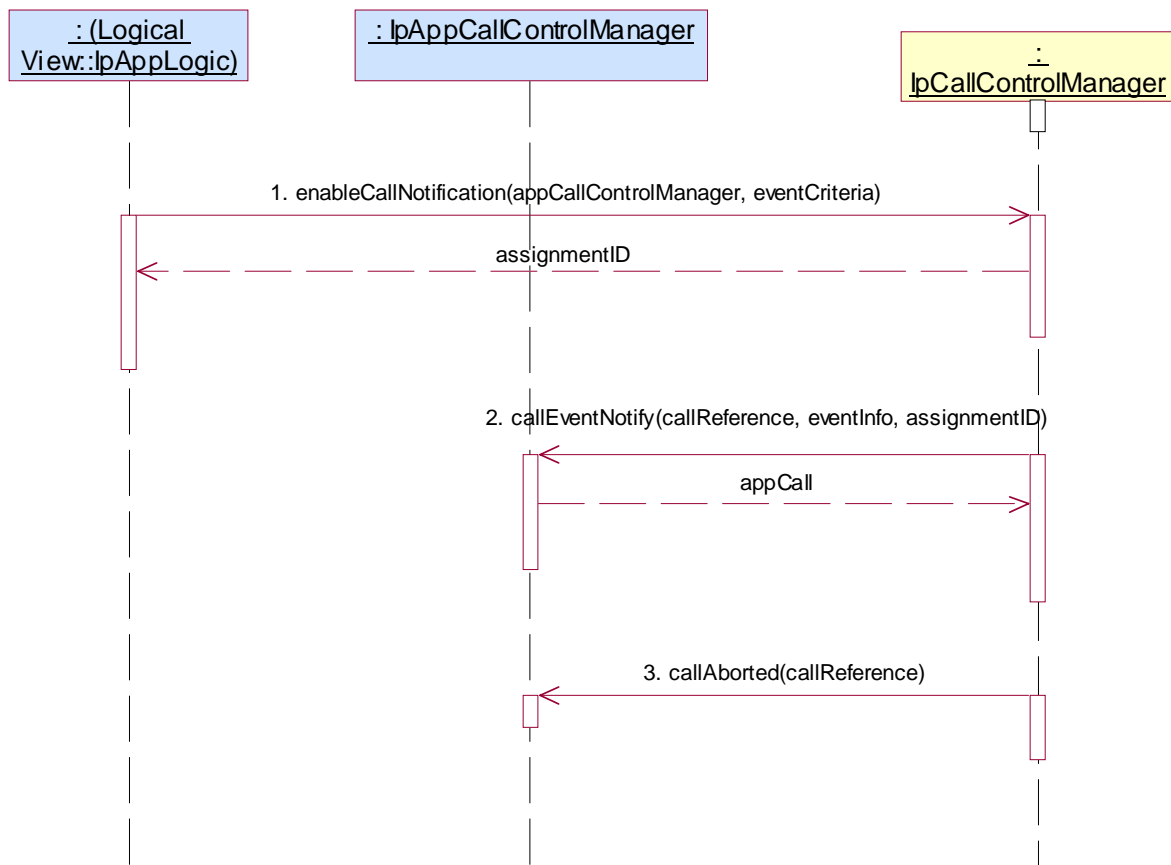 : (Logical
View::IpAppLogic)
: IpAppCallControlManager
:
IpCallControlManager
1. enableCallNotification(appCallControlManager, eventCriteria)
assignmentID
2. callEventNotify(callReference, eventInfo, assignmentID)
appCall
3. callAborted(callReference)